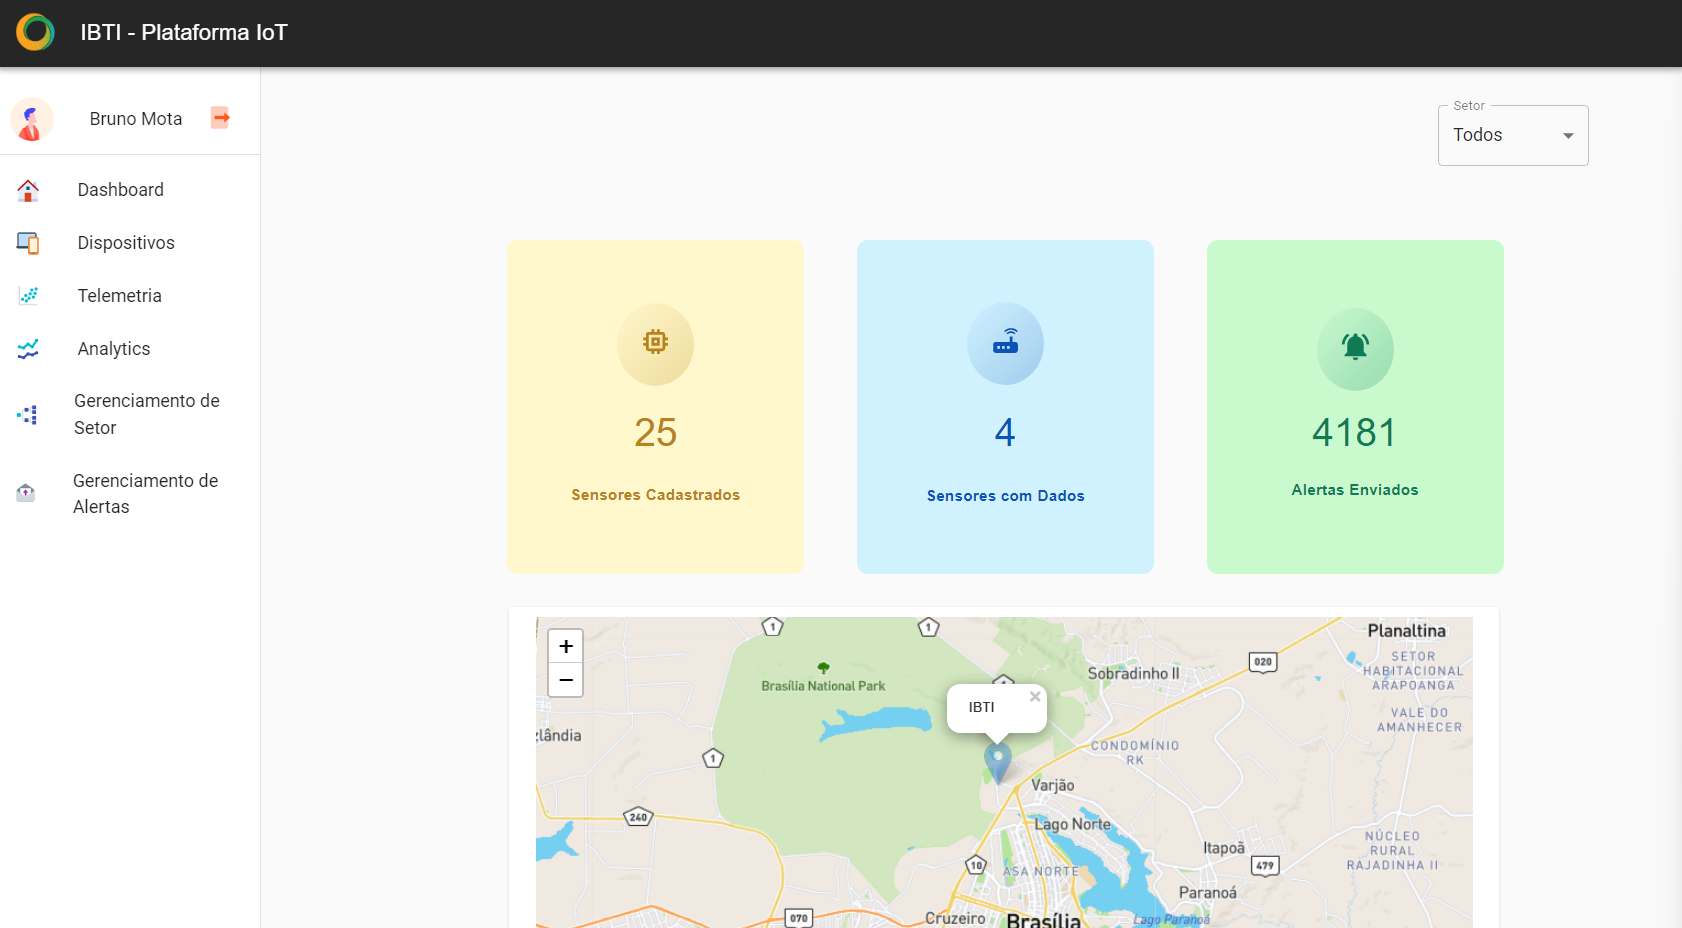 IBTI - Plataforma IoT
Bruno Mota
Dashboard
Dispositivos
Telemetria
Analytics
Gerenciamento de
Setor
Gerenciamento de
Alertas
Setor
Todos
25
Sensores Cadastrados
4
Sensores com Dados
4181
Alertas Enviados
+
−
1
1
020
Planaltina
SETOR
HABITACIONAL
ARAPOANGA
Brasília National Park
Sobradinho II
IBTI
×
VALE DO
AMANHECER
zlândia
1
CONDOMÍNIO
RK
Varjão
240
Lago Norte
Itapoã
479
NÚCLEO
RURAL
RAJADINHA II
10
ASA NORTE
Paranoá
070
Cruzeiro
Brasília
Lago Paranoá